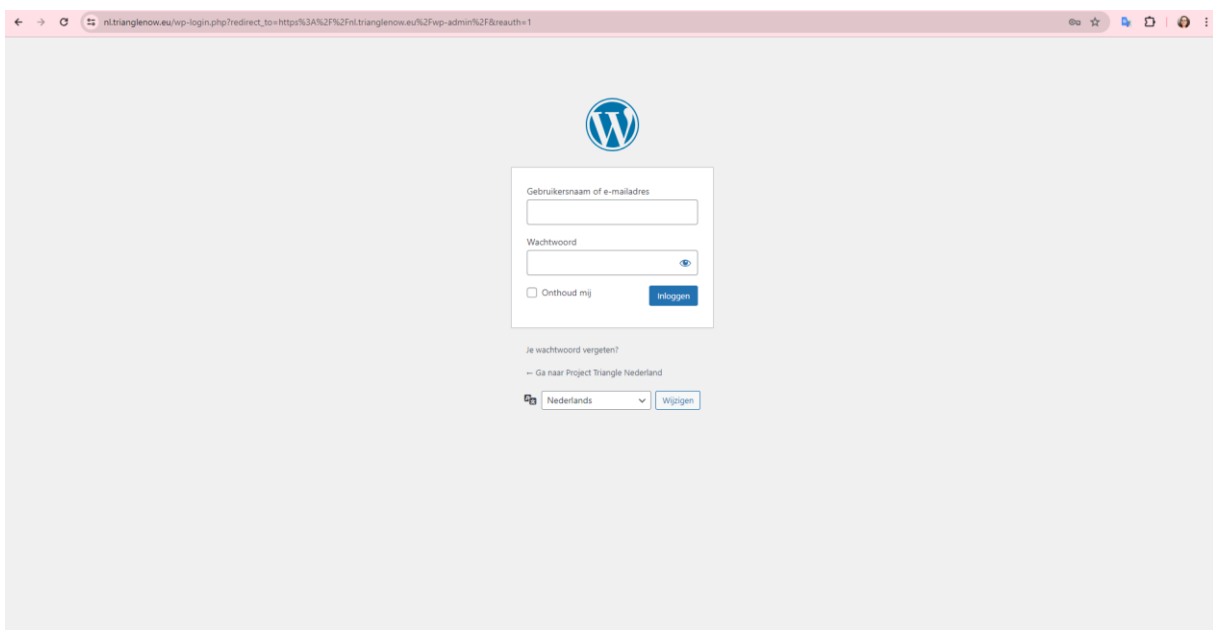 nl.trianglenow.eu/wp-login.php?redirect_to=https%3A%2F%2Fnl.trianglenow.eu%2Fwp-admin%2F&reauth=1
Gebruikersnaam of e-mailadres
Wachtwoord
Onthoud mij
Inloggen
Je wachtwoord vergeten?
← Ga naar Project Triangle Nederland
Nederlands
Wijzigen